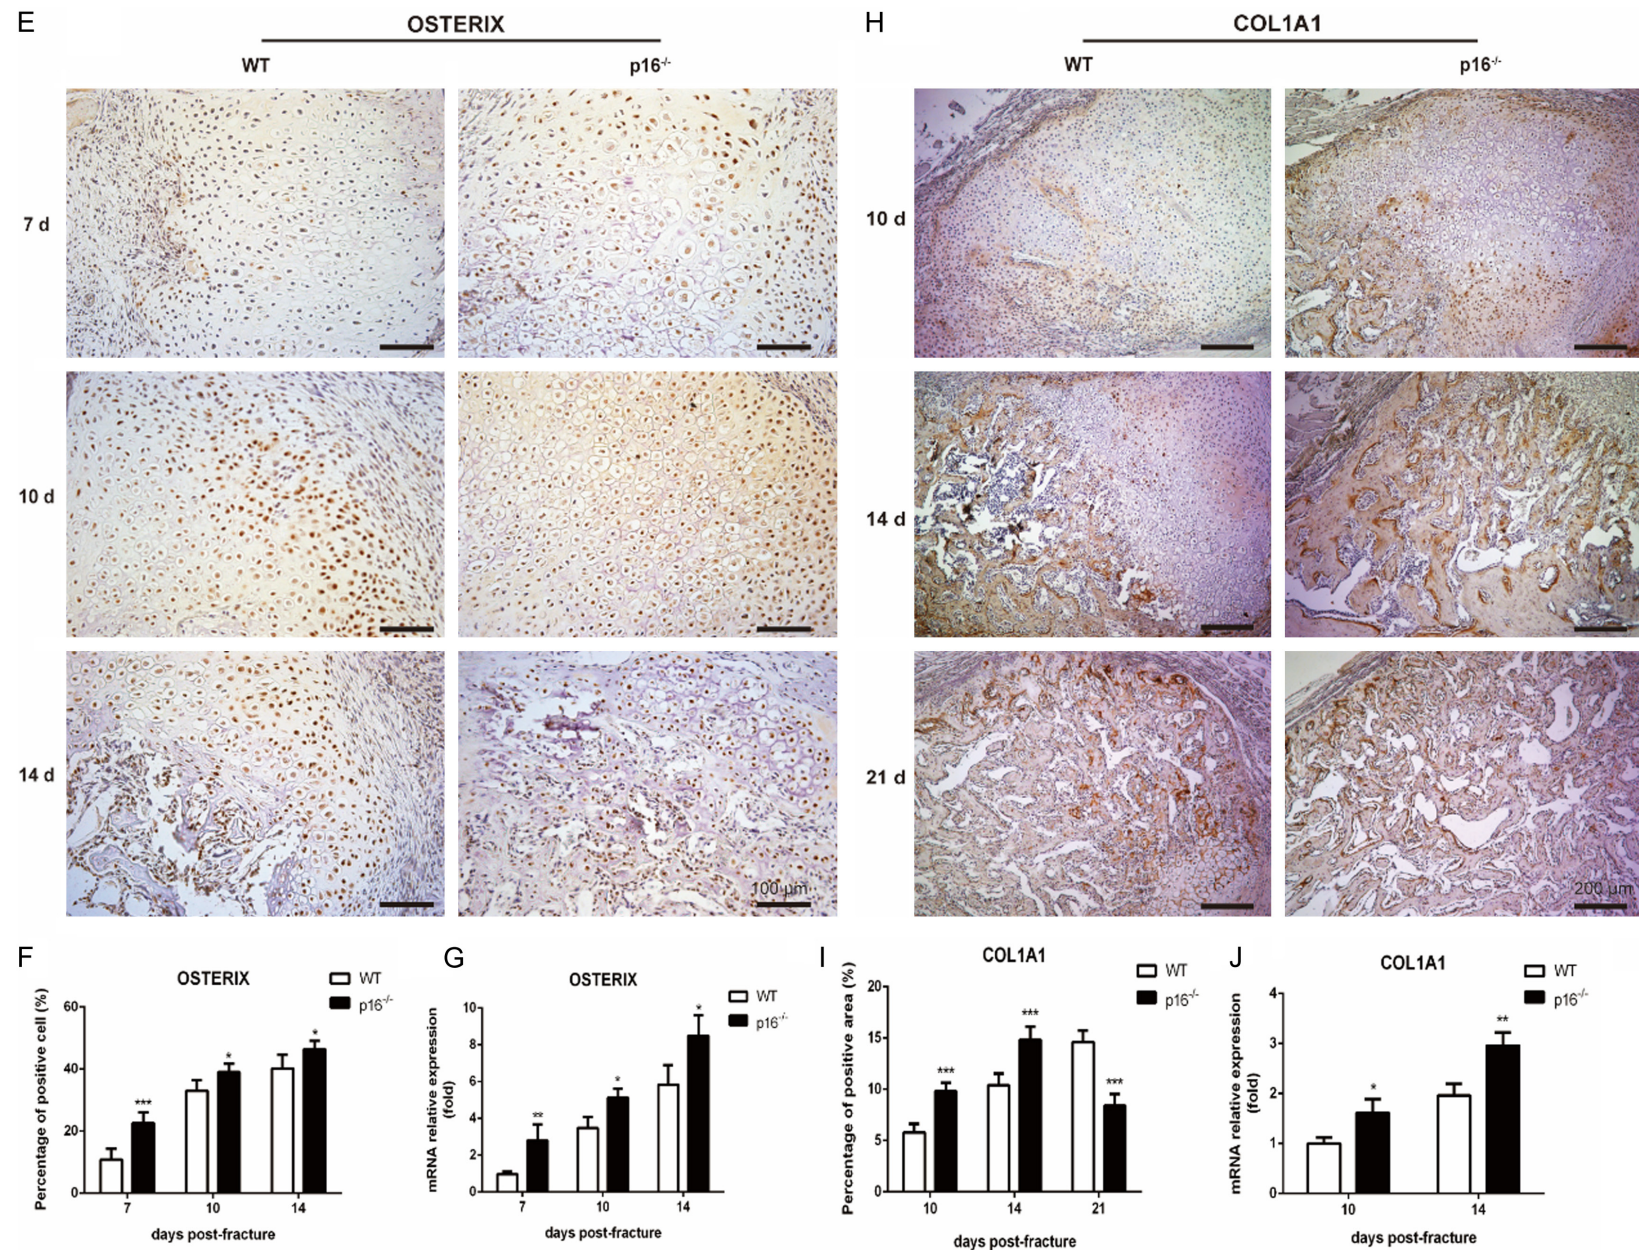 E
OSTERIX
WT
p16-/-
7 d
10 d
14 d
100 µm
H
COL1A1
WT
p16-/-
10 d
14 d
21 d
200 µm
F
OSTERIX
WT
p16-/-
Percentage of positive cell (%)
60
40
20
0
***
*
*
7
10
14
days post-fracture
G
OSTERIX
WT
p16-/-
mRNA relative expression
(fold)
10
8
6
4
2
0
**
*
*
7
10
14
days post-fracture
I
COL1A1
WT
p16-/-
Percentage of positive area (%)
20
15
10
5
0
***
***
***
10
14
21
days post-fracture
J
COL1A1
WT
p16-/-
mRNA relative expression
(fold)
4
3
2
1
0
*
**
10
14
days post-fracture